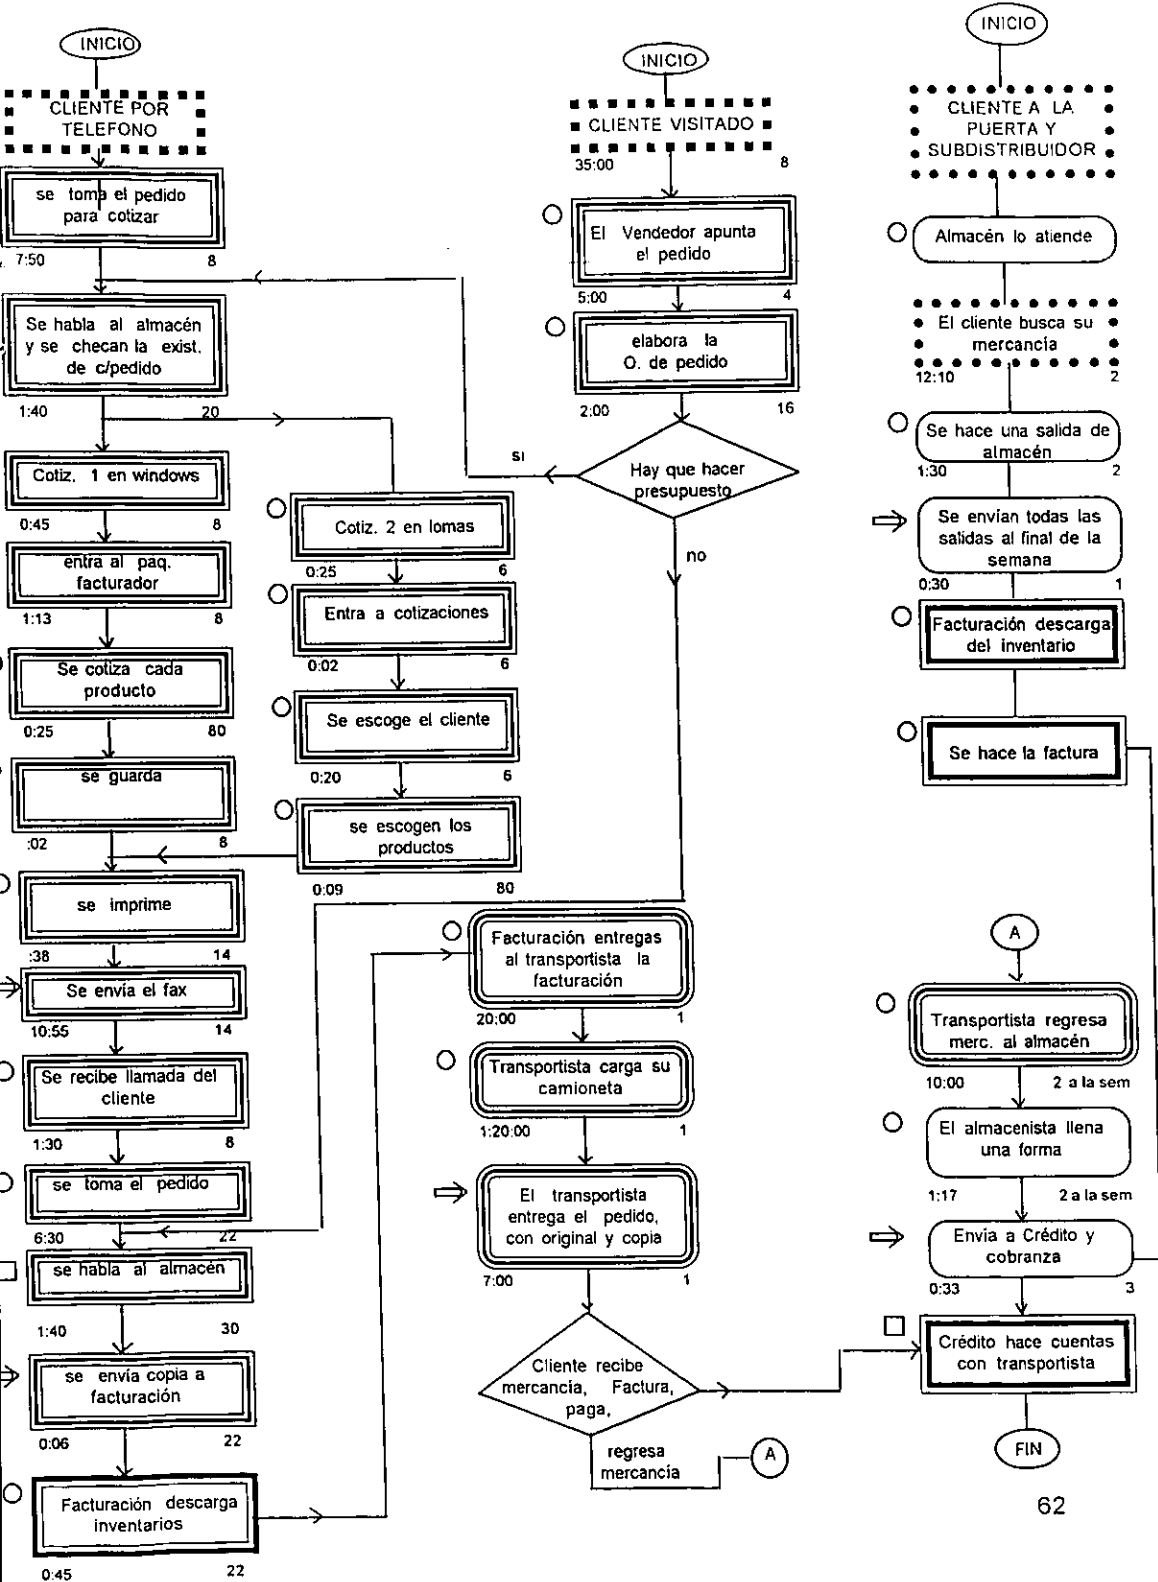 INICIO
CLIENTE POR
TELEFONO
se toma el pedido
para cotizar
7:50 8
Se habla al almacén
y se checan la exist.
de c/pedido
1:40 20
Cotiz. 1 en windows
0:45 8
entra al paq.
facturador
1:13 8
Se cotiza cada
producto
0:25 80
se guarda
:02 8
se imprime
:38 14
Se envía el fax
10:55 14
Se recibe llamada del
cliente
1:30 8
se toma el pedido
6:30 22
se habla al almacén
1:40 30
se envía copia a
facturación
0:06 22
Facturación descarga
inventarios
0:45 22
Cotiz. 2 en lomas
0:25 6
Entra a cotizaciones
0:02 6
Se escoge el cliente
0:20 6
se escogen los
productos
0:09 80
INICIO
CLIENTE VISITADO
35:00 8
El Vendedor apunta
el pedido
5:00 4
elabora la
O. de pedido
2:00 16
Hay que hacer
presupuesto
si
no
Facturación entregas
al transportista la
facturación
20:00 1
Transportista carga su
camioneta
1:20:00 1
El transportista
entrega el pedido,
con original y copia
7:00 1
Cliente recibe
mercancía, Factura,
paga,
regresa
mercancía
A
INICIO
CLIENTE A LA
PUERTA Y
SUBDISTRIBUIDOR
Almacén lo atiende
El cliente busca su
mercancía
12:10 2
Se hace una salida de
almacén
1:30 2
Se envían todas las
salidas al final de la
semana
0:30 1
Facturación descarga
del inventario
Se hace la factura
A
Transportista regresa
merc. al almacén
10:00 2 a la sem
El almacenista llena
una forma
1:17 2 a la sem
Envia a Crédito y
cobranza
0:33 3
Crédito hace cuentas
con transportista
FIN
62